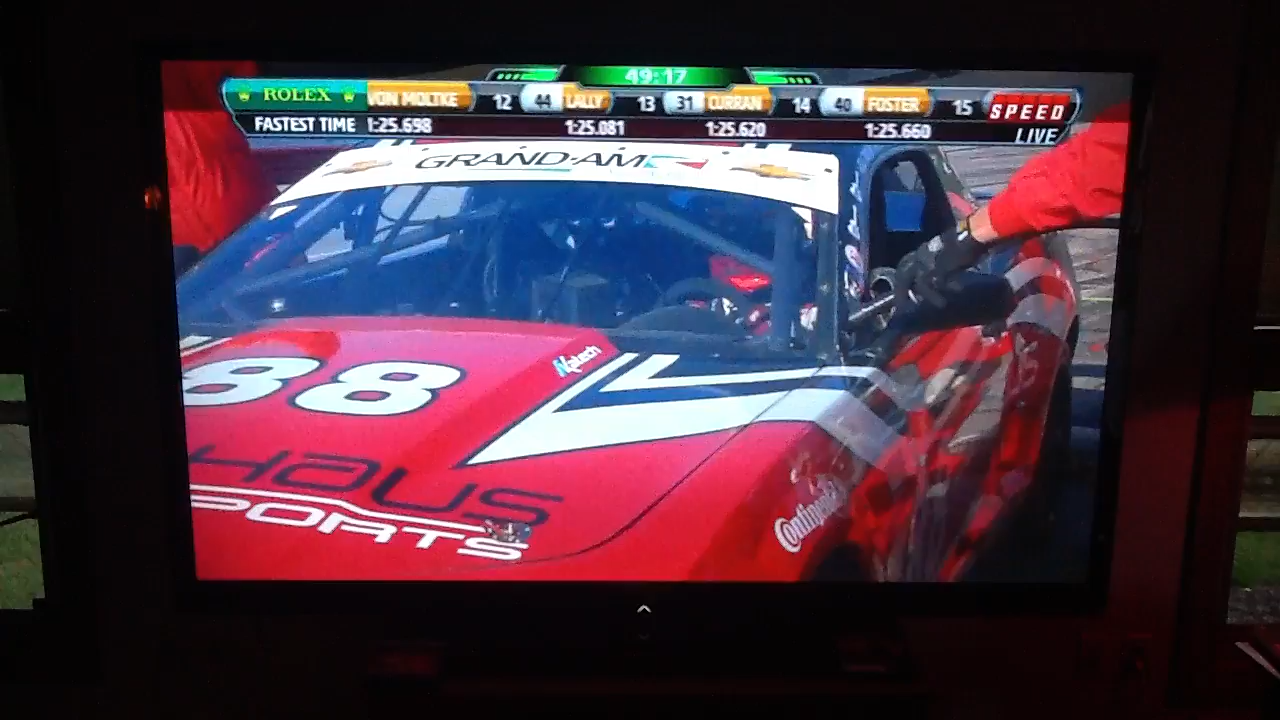 49:17
ROLEX VON MOLTKE 12 44 LALLY 13 31 CURRAN 14 40 FOSTER 15 SPEED
FASTEST TIME 1:25.698 1:25.081 1:25.620 1:25.660 LIVE
GRAND-AM
88
HAUS
PORTS
Continental